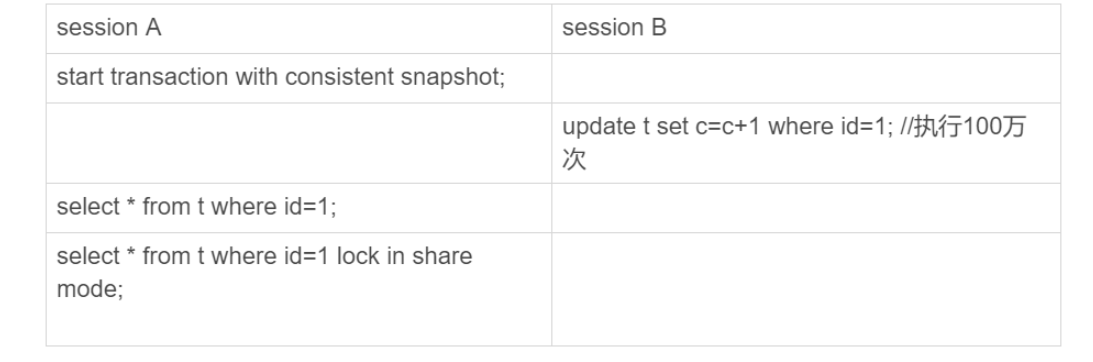 session A
session B
start transaction with consistent snapshot;
update t set c=c+1 where id=1; //执行100万
次
select * from t where id=1;
select * from t where id=1 lock in share
mode;